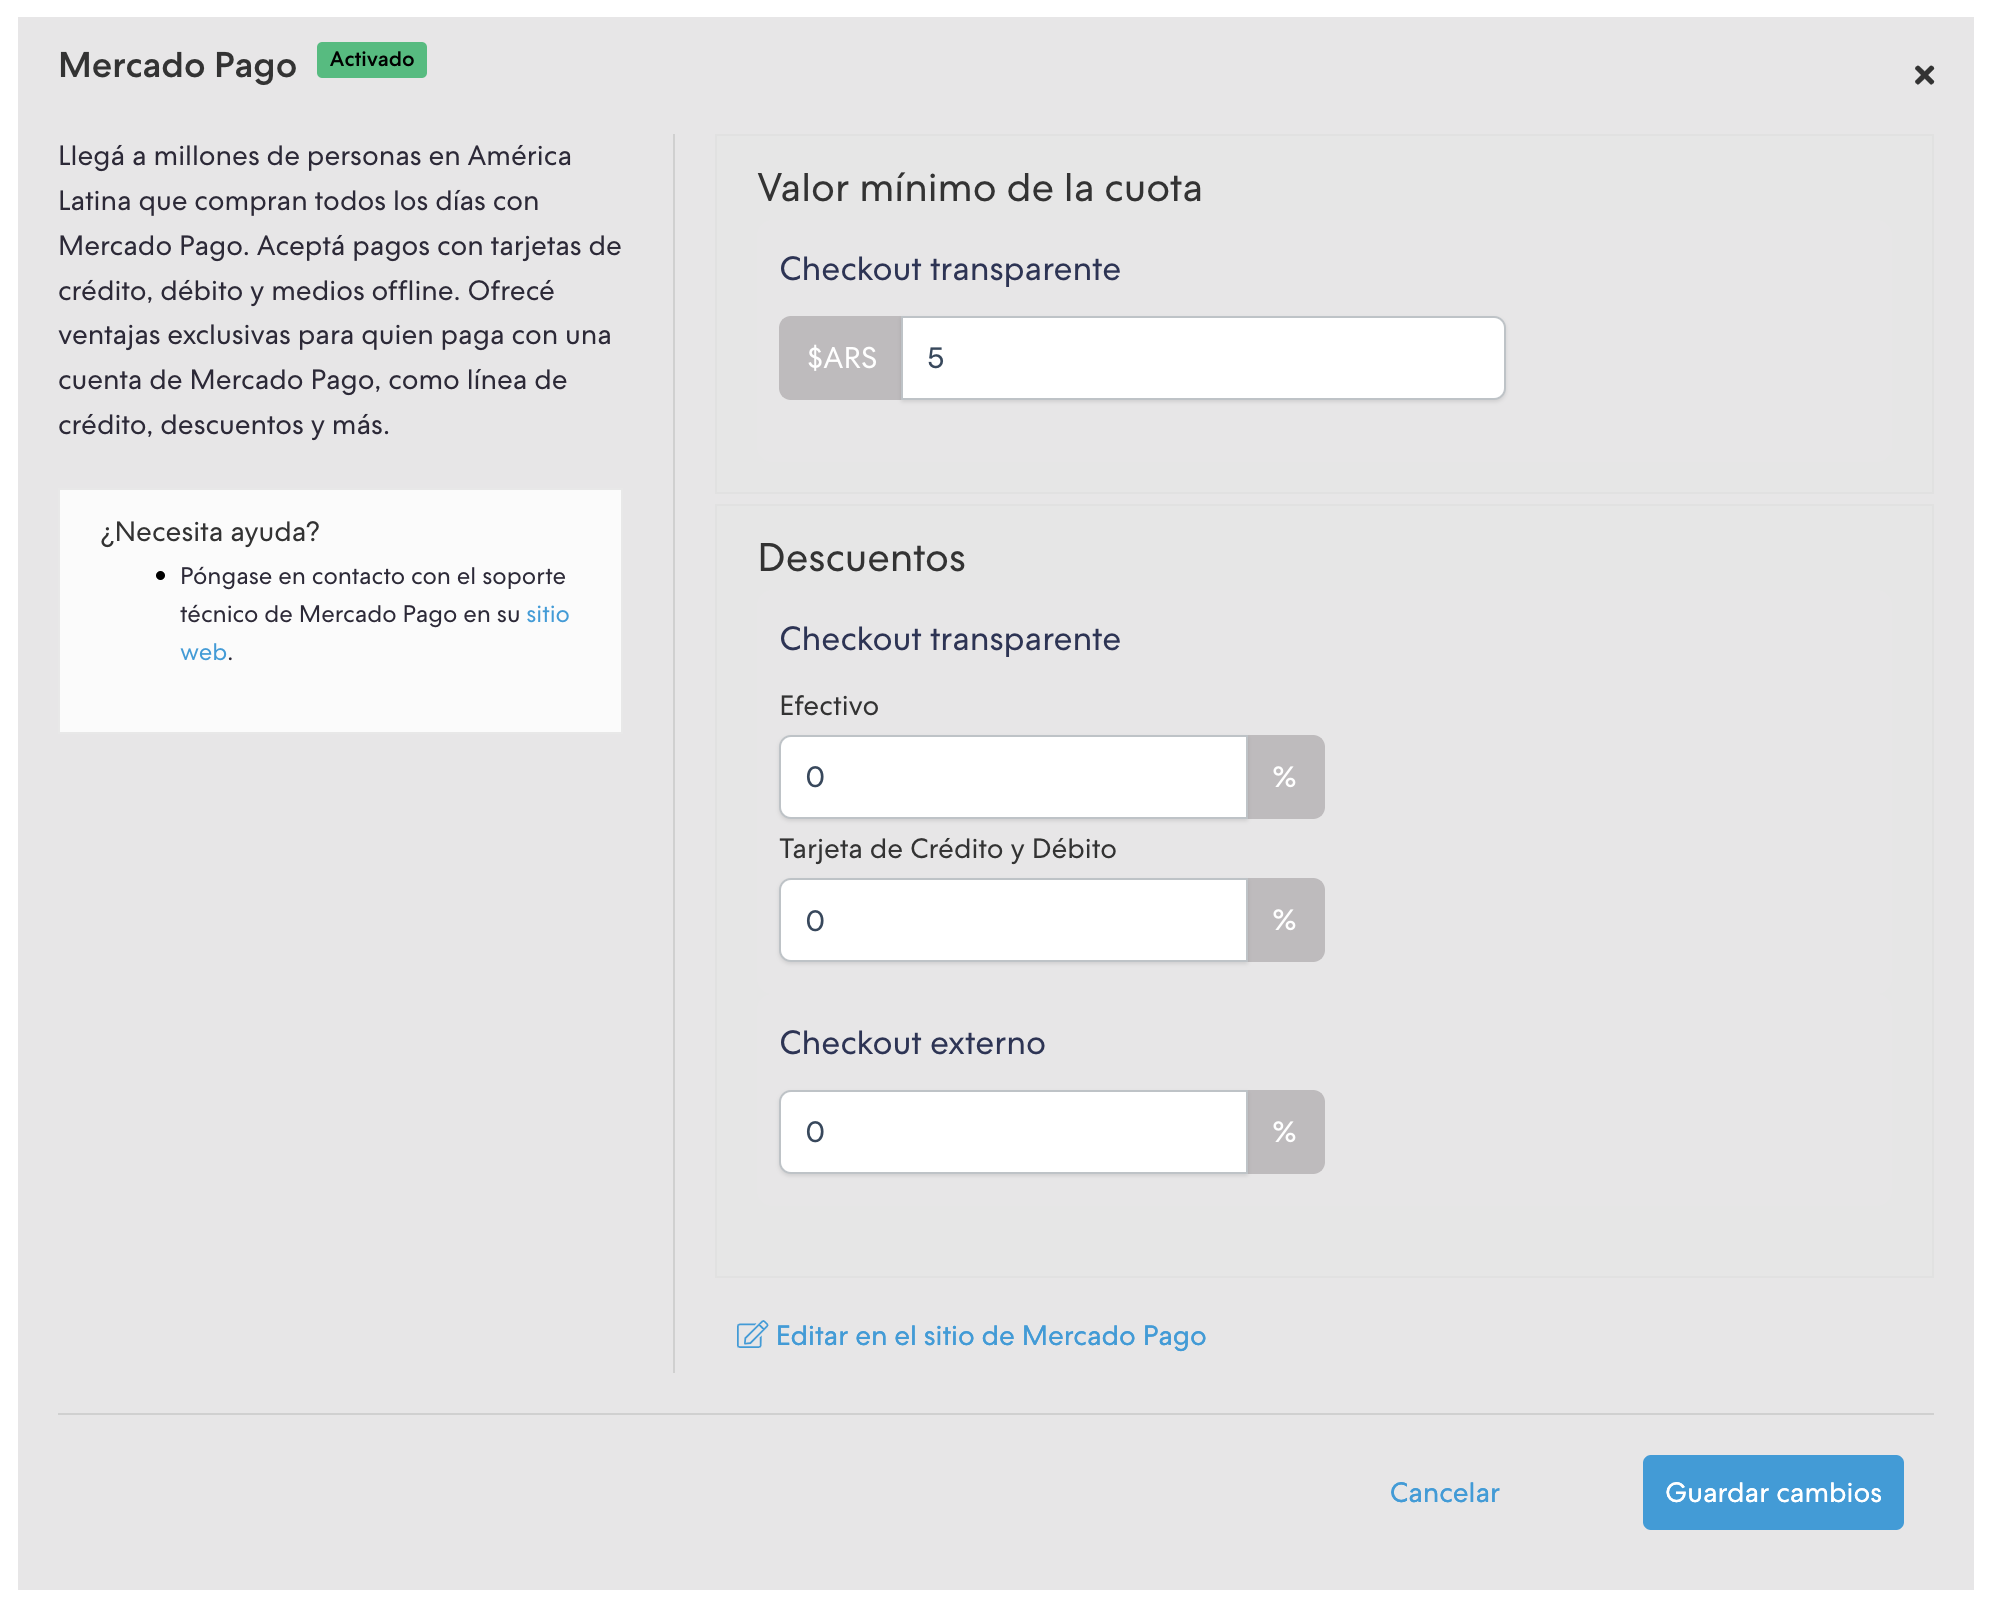 Mercado Pago
Activado
Llegá a millones de personas en América
Latina que compran todos los días con
Mercado Pago. Aceptá pagos con tarjetas de
crédito, débito y medios offline. Ofrecé
ventajas exclusivas para quien paga con una
cuenta de Mercado Pago, como línea de
crédito, descuentos y más.
¿Necesita ayuda?
Póngase en contacto con el soporte
técnico de Mercado Pago en su sitio
web.
Valor mínimo de la cuota
Checkout transparente
$ARS 5
Descuentos
Checkout transparente
Efectivo
0 %
Tarjeta de Crédito y Débito
0 %
Checkout externo
0 %
Editar en el sitio de Mercado Pago
Cancelar
Guardar cambios